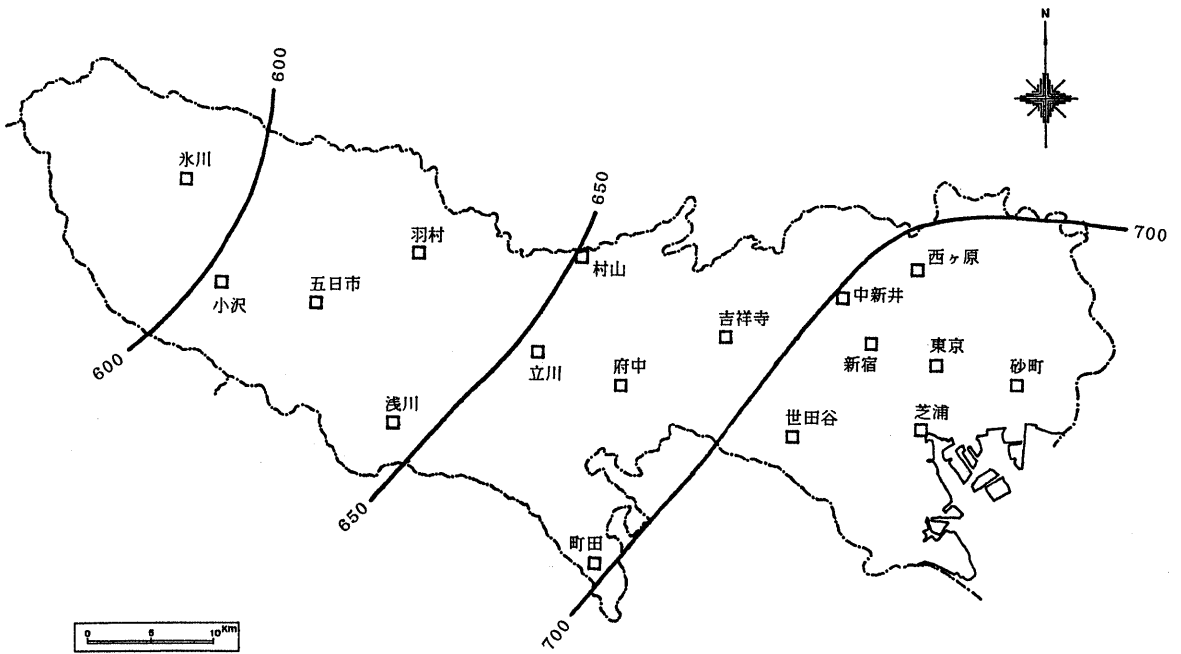 N
600
氷川
650
羽村
村山
700
西ヶ原
小沢
五日市
中新井
吉祥寺
600
立川
府中
新宿
東京
砂町
浅川
世田谷
芝浦
650
町田
700
0 5 10 Km